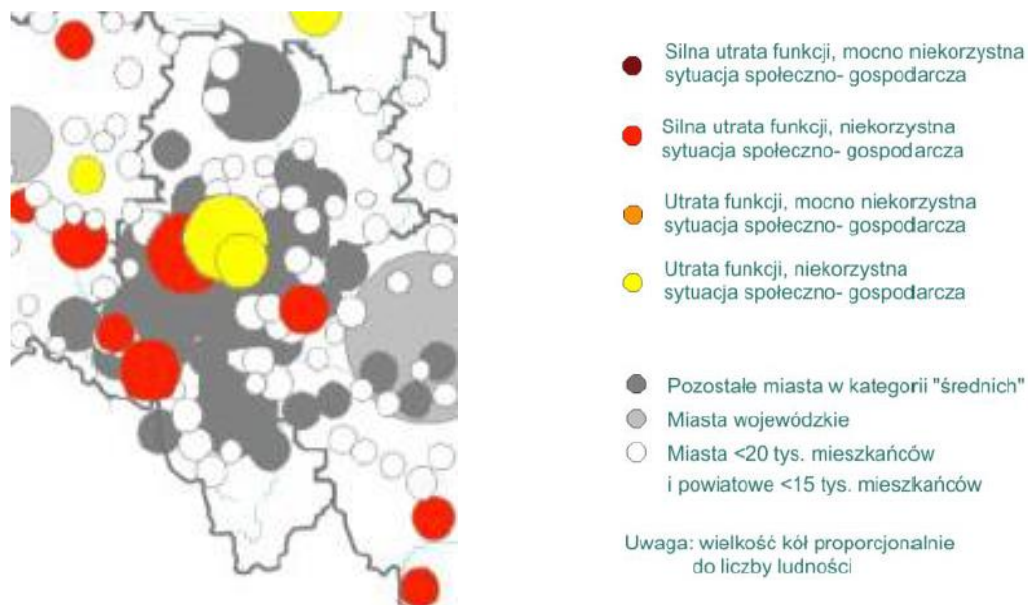 Silna utrata funkcji, mocno niekorzystna
sytuacja społeczno- gospodarcza
Silna utrata funkcji, niekorzystna
sytuacja społeczno- gospodarcza
Utrata funkcji, mocno niekorzystna
sytuacja społeczno- gospodarcza
Utrata funkcji, niekorzystna
sytuacja społeczno- gospodarcza
Pozostałe miasta w kategorii "średnich"
Miasta wojewódzkie
Miasta <20 tys. mieszkańców
i powiatowe <15 tys. mieszkańców
Uwaga: wielkość kół proporcjonalnie
do liczby ludności